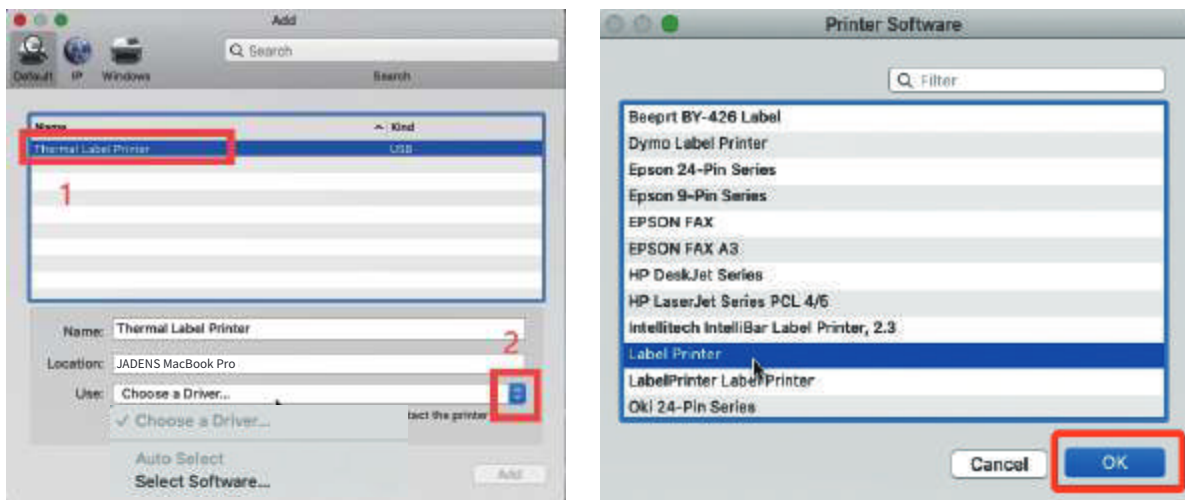 Add
Search
Default IP Windows
Search
Name Kind
Thermal Label Printer USB
1
Name: Thermal Label Printer
2
Location: JADENS MacBook Pro
Use: Choose a Driver...
tact the printer
✓ Choose a Driver...
Auto Select
Select Software...
Add
Printer Software
Filter
Beeprt BY-426 Label
Dymo Label Printer
Epson 24-Pin Series
Epson 9-Pin Series
EPSON FAX
EPSON FAX A3
HP DeskJet Series
HP LaserJet Series PCL 4/5
Intellitech IntelliBar Label Printer, 2.3
Label Printer
LabelPrinter LabelPrinter
Oki 24-Pin Series
Cancel OK